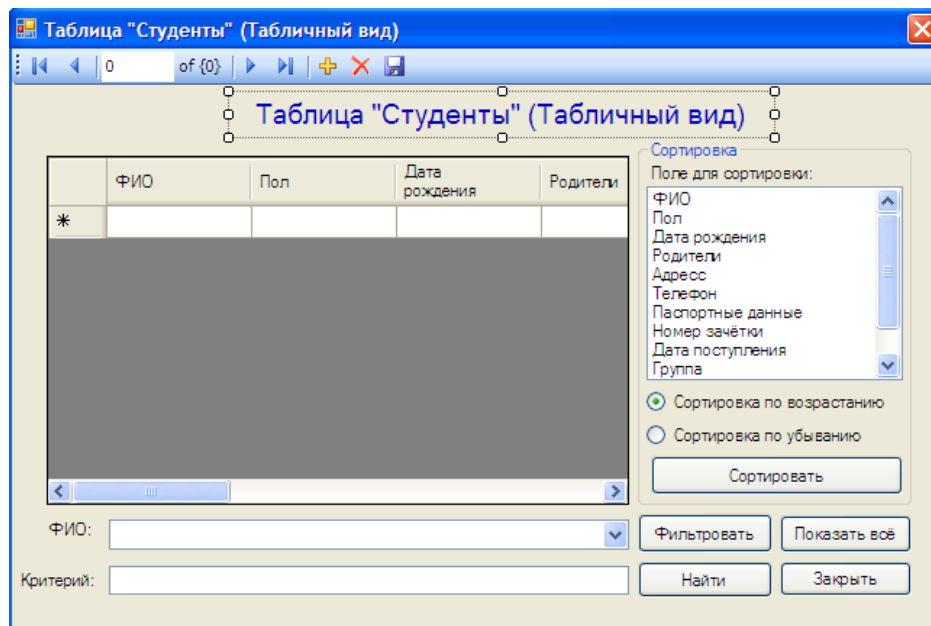 Таблица "Студенты" (Табличный вид)
0 of {0}
Таблица "Студенты" (Табличный вид)
ФИО Пол Дата рождения Родители
*
Сортировка
Поле для сортировки:
ФИО
Пол
Дата рождения
Родители
Адресс
Телефон
Паспортные данные
Номер зачётки
Дата поступления
Группа
Сортировка по возрастанию
Сортировка по убыванию
Сортировать
ФИО:
Фильтровать Показать всё
Критерий:
Найти Закрыть